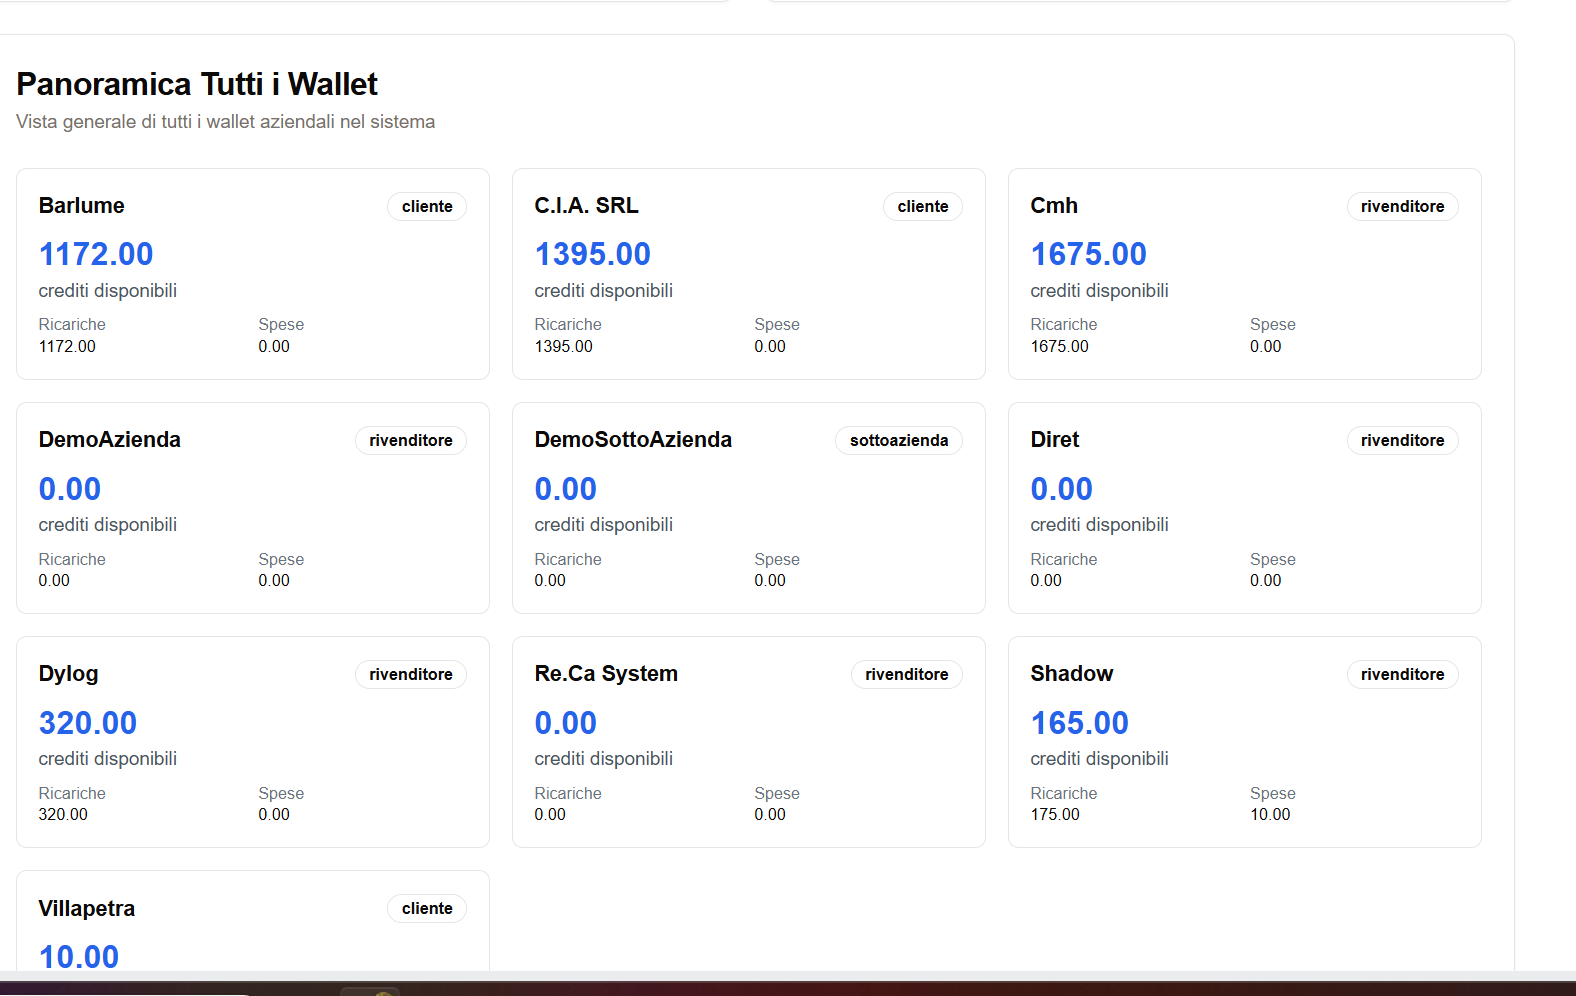 Panoramica Tutti i Wallet
Vista generale di tutti i wallet aziendali nel sistema
Barlume
cliente
1172.00
crediti disponibili
Ricariche Spese
1172.00 0.00
C.I.A. SRL
cliente
1395.00
crediti disponibili
Ricariche Spese
1395.00 0.00
Cmh
rivenditore
1675.00
crediti disponibili
Ricariche Spese
1675.00 0.00
DemoAzienda
rivenditore
0.00
crediti disponibili
Ricariche Spese
0.00 0.00
DemoSottoAzienda
sottoazienda
0.00
crediti disponibili
Ricariche Spese
0.00 0.00
Diret
rivenditore
0.00
crediti disponibili
Ricariche Spese
0.00 0.00
Dylog
rivenditore
320.00
crediti disponibili
Ricariche Spese
320.00 0.00
Re.Ca System
rivenditore
0.00
crediti disponibili
Ricariche Spese
0.00 0.00
Shadow
rivenditore
165.00
crediti disponibili
Ricariche Spese
175.00 10.00
Villapetra
cliente
10.00